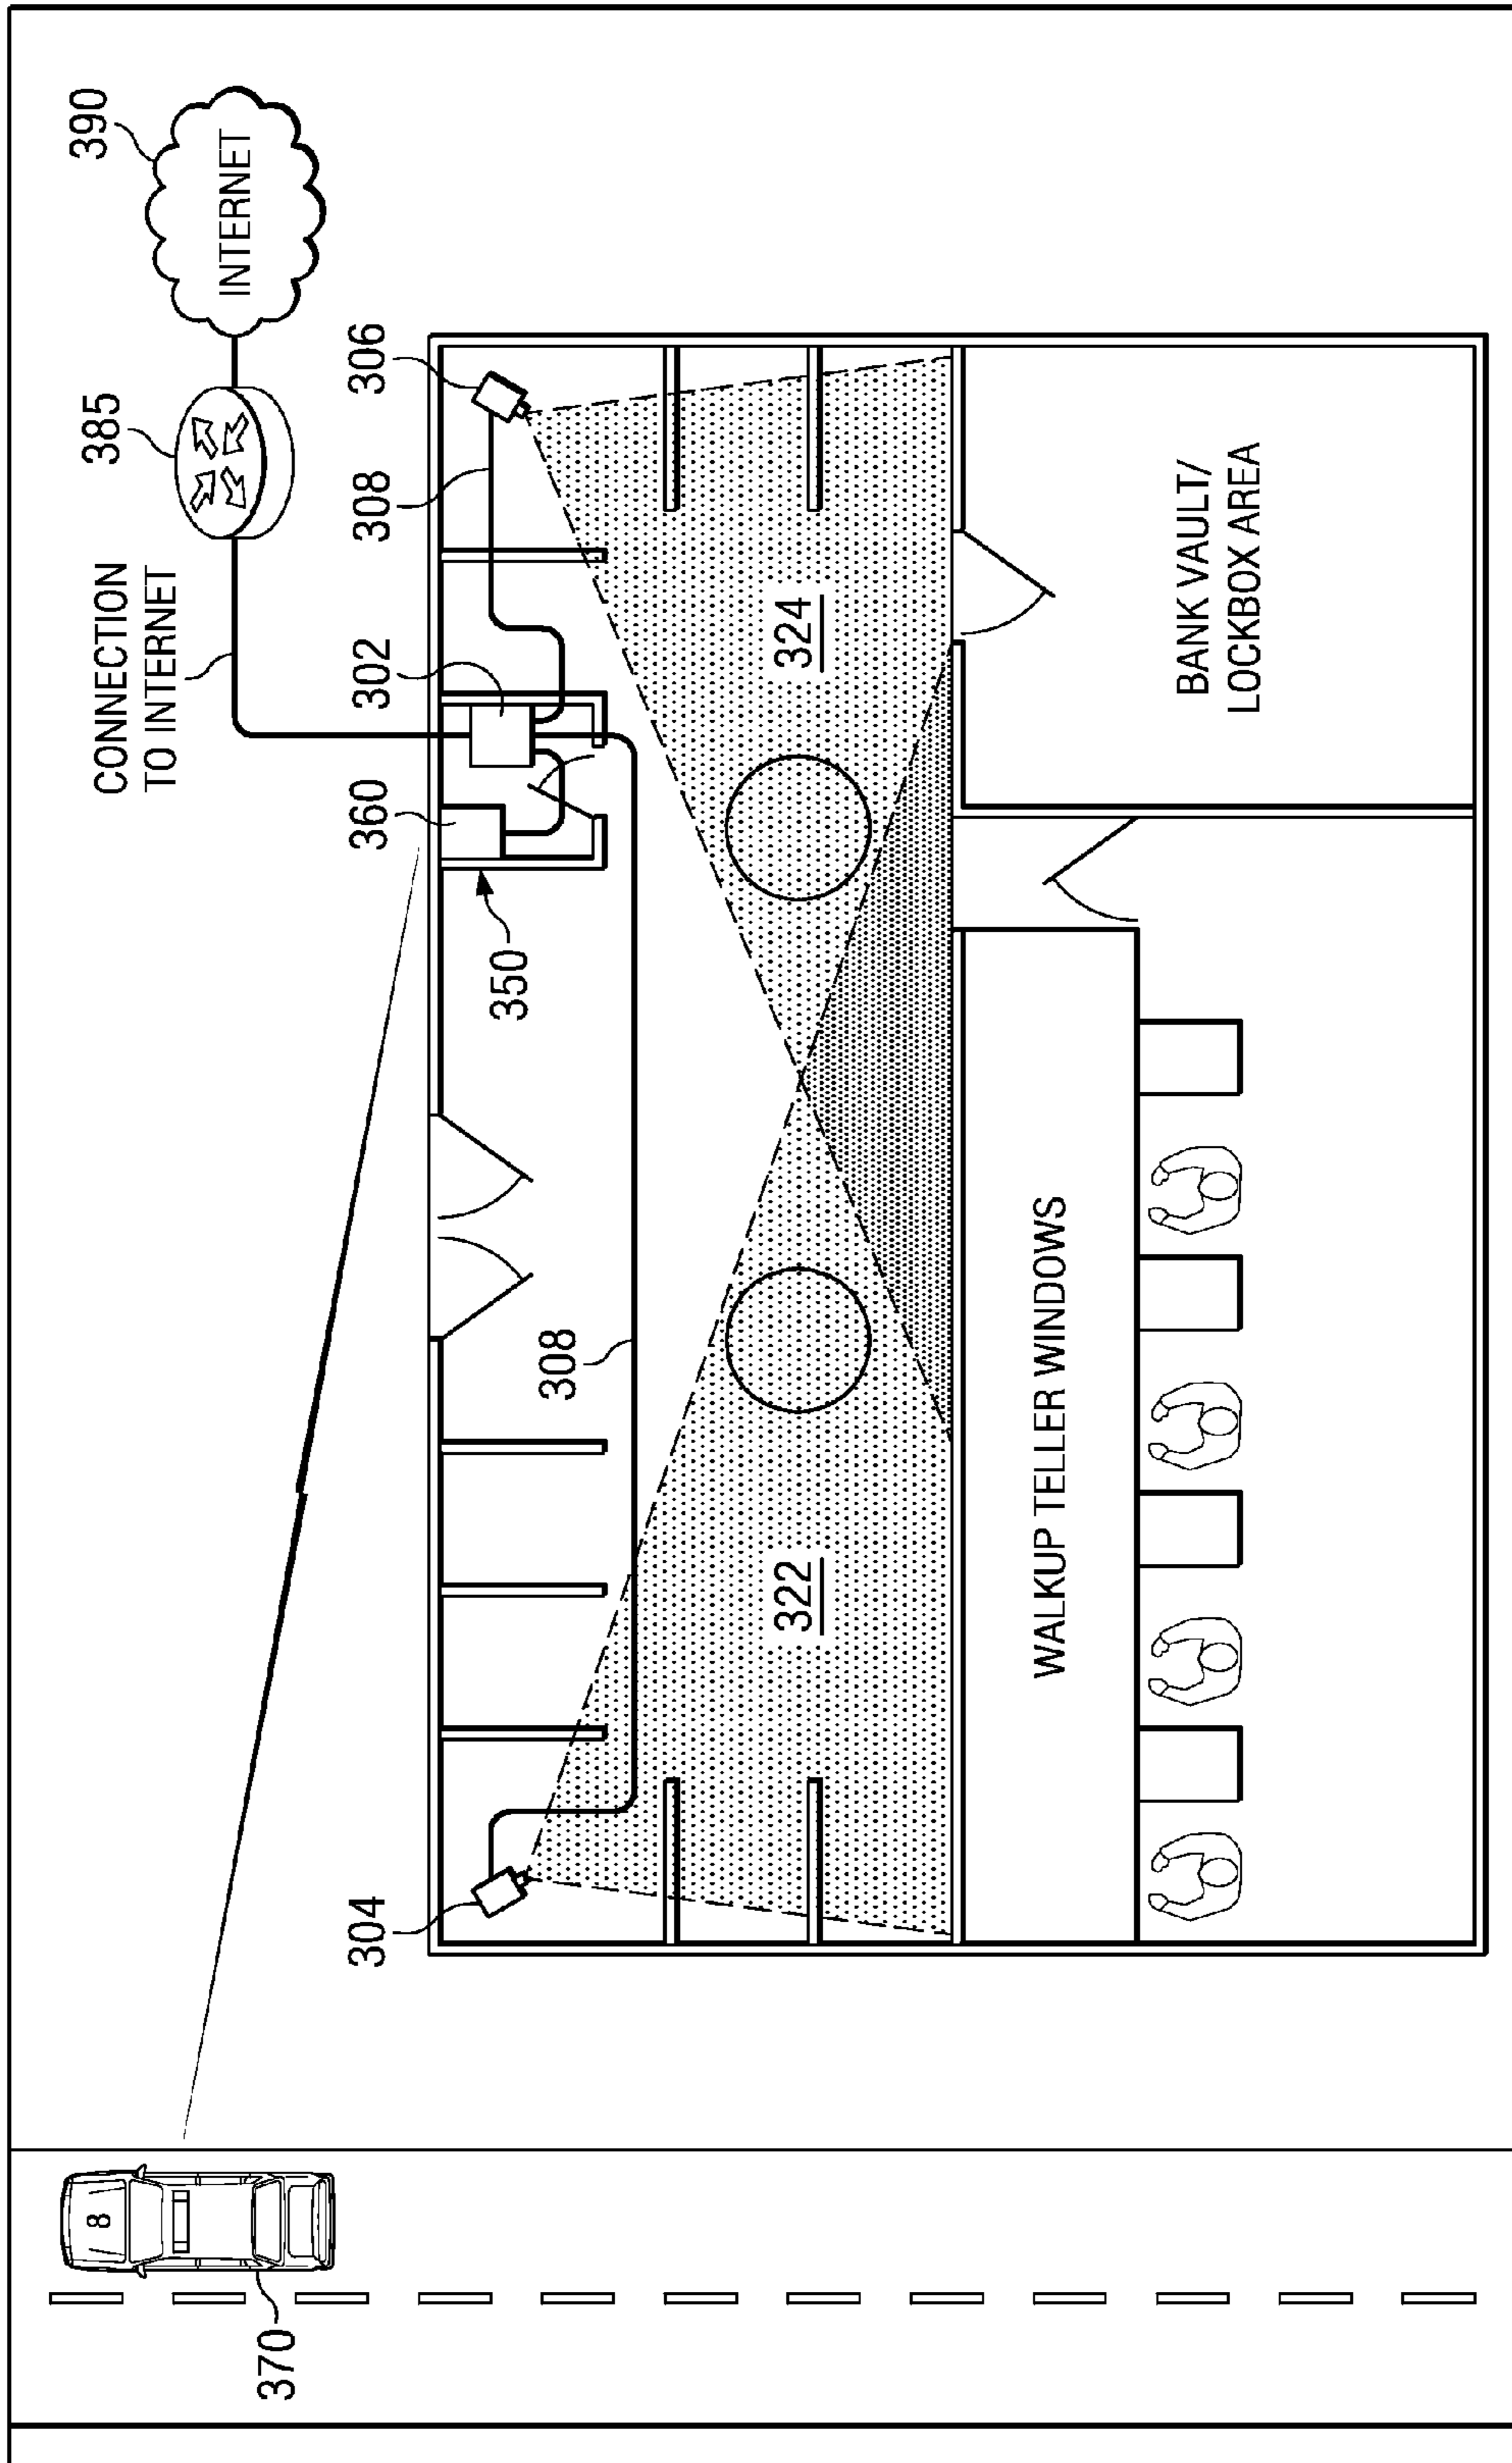 390
385
8
CONNECTION
TO INTERNET
INTERNET
370
304
360
302
308
306
350
308
322
324
WALKUP TELLER WINDOWS
BANK VAULT/
LOCKBOX AREA